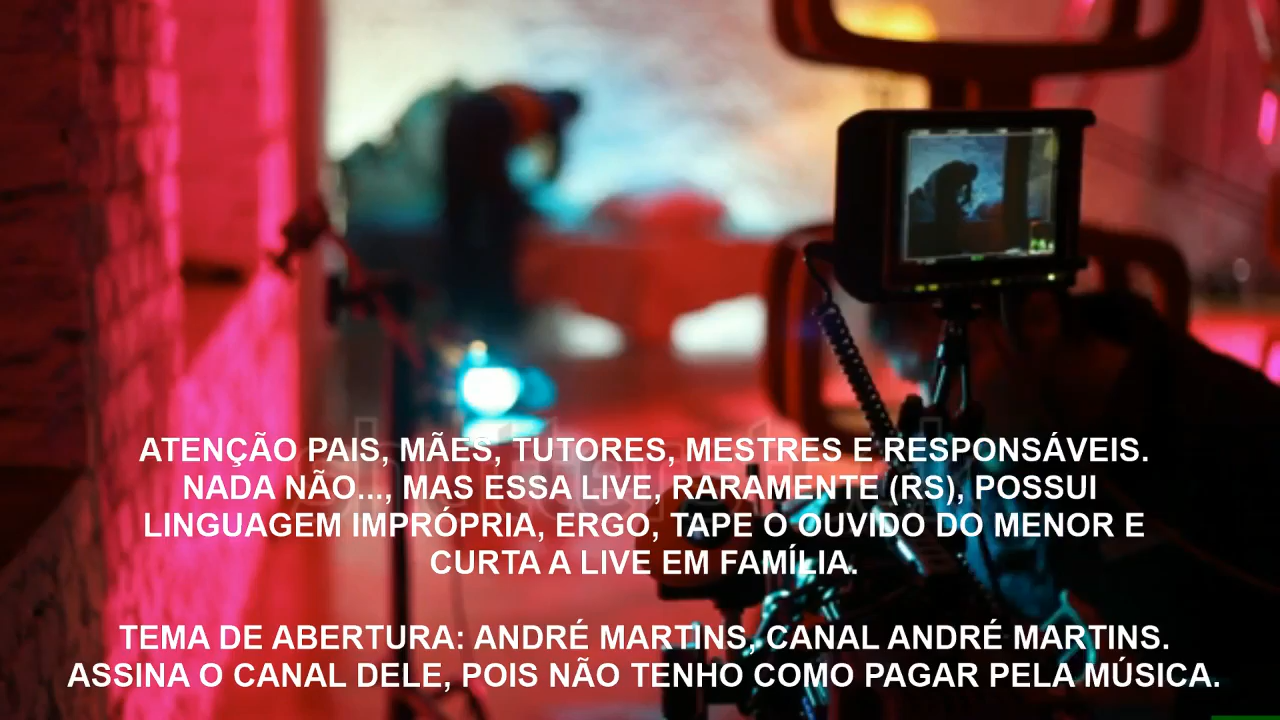 ATENÇÃO PAIS, MÃES, TUTORES, MESTRES E RESPONSÁVEIS.
NADA NÃO..., MAS ESSA LIVE, RARAMENTE (RS), POSSUI
LINGUAGEM IMPRÓPRIA, ERGO, TAPE O OUVIDO DO MENOR E
CURTA A LIVE EM FAMÍLIA.
TEMA DE ABERTURA: ANDRÉ MARTINS, CANAL ANDRÉ MARTINS.
ASSINA O CANAL DELE, POIS NÃO TENHO COMO PAGAR PELA MÚSICA.